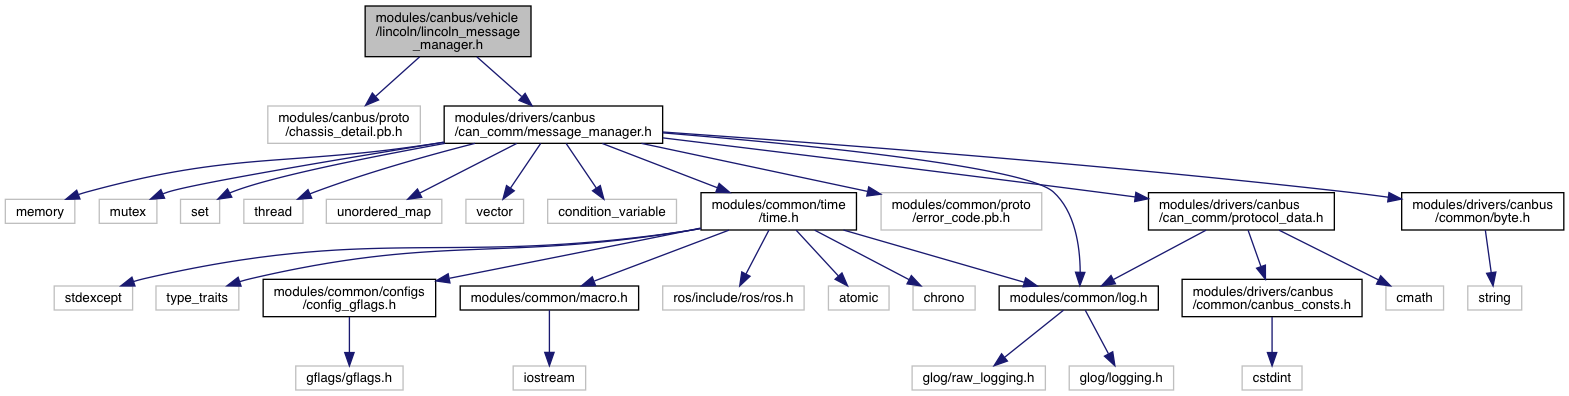 modules/canbus/vehicle
/lincoln/lincoln_message
_manager.h
modules/canbus/proto
/chassis_detail.pb.h
modules/drivers/canbus
/can_comm/message_manager.h
memory
mutex
set
thread
unordered_map
vector
condition_variable
modules/common/time
/time.h
modules/common/proto
/error_code.pb.h
modules/drivers/canbus
/can_comm/protocol_data.h
modules/drivers/canbus
/common/byte.h
stdexcept
type_traits
modules/common/configs
/config_gflags.h
modules/common/macro.h
ros/include/ros/ros.h
atomic
chrono
modules/common/log.h
modules/drivers/canbus
/common/canbus_consts.h
cmath
string
gflags/gflags.h
iostream
glog/raw_logging.h
glog/logging.h
cstdint